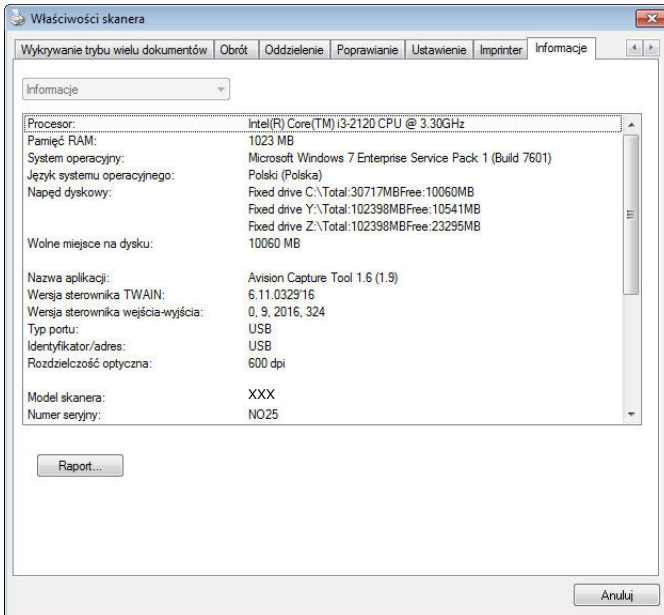 Właściwości skanera
Wykrywanie trybu wielu dokumentów Obrót Oddzielenie Poprawianie Ustawienie Imprinter Informacje
Informacje
Procesor: Intel(R) Core(TM) i3-2120 CPU @ 3.30GHz
Pamięć RAM: 1023 MB
System operacyjny: Microsoft Windows 7 Enterprise Service Pack 1 (Build 7601)
Język systemu operacyjnego: Polski (Polska)
Napęd dyskowy: Fixed drive C:\Total:30717MBFree:10060MB
Fixed drive Y:\Total:102398MBFree:10541MB
Fixed drive Z:\Total:102398MBFree:23295MB
Wolne miejsce na dysku: 10060 MB
Nazwa aplikacji: Avision Capture Tool 1.6 (1.9)
Wersja sterownika TWAIN: 6.11.0329'16
Wersja sterownika wejścia-wyjścia: 0, 9, 2016, 324
Typ portu: USB
Identyfikator/adres: USB
Rozdzielczość optyczna: 600 dpi
Model skanera: XXX
Numer seryjny: NO25
Raport...
Anuluj